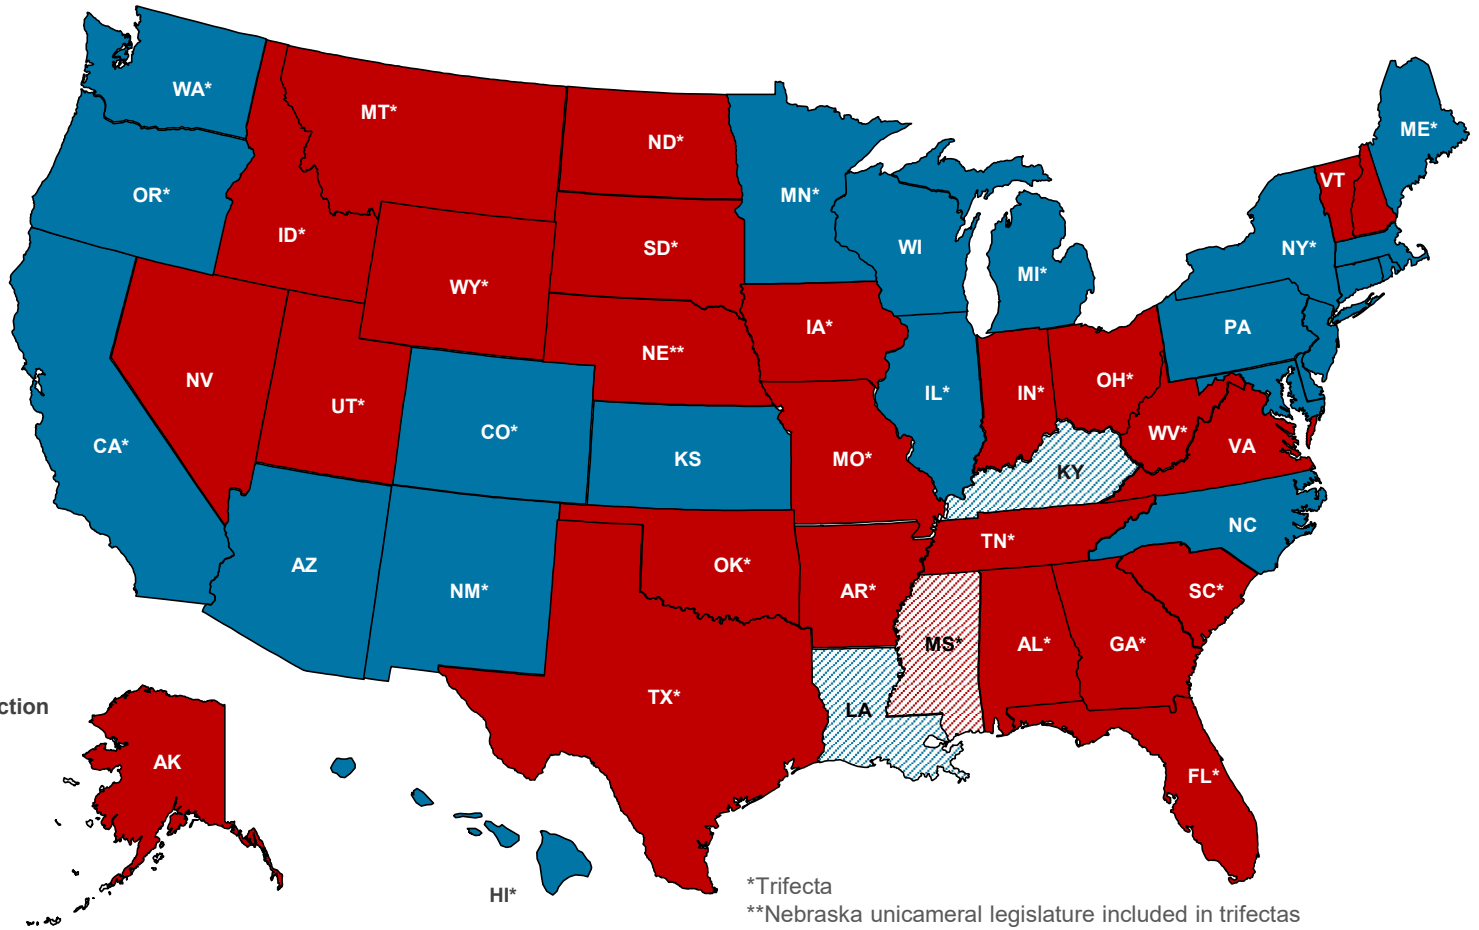 WA*
MT*
ND*
ME*
OR*
MN*
VT
ID*
SD*
WI
NY*
MI*
WY*
IA*
PA
NE**
NV
UT*
IL*
IN*
OH*
CA*
CO*
KS
MO*
WV*
VA
KY
NC
AZ
NM*
OK*
AR*
TN*
SC*
MS*
AL*
GA*
TX*
LA
ction
AK
FL*
HI*
*Trifecta
**Nebraska unicameral legislature included in trifectas